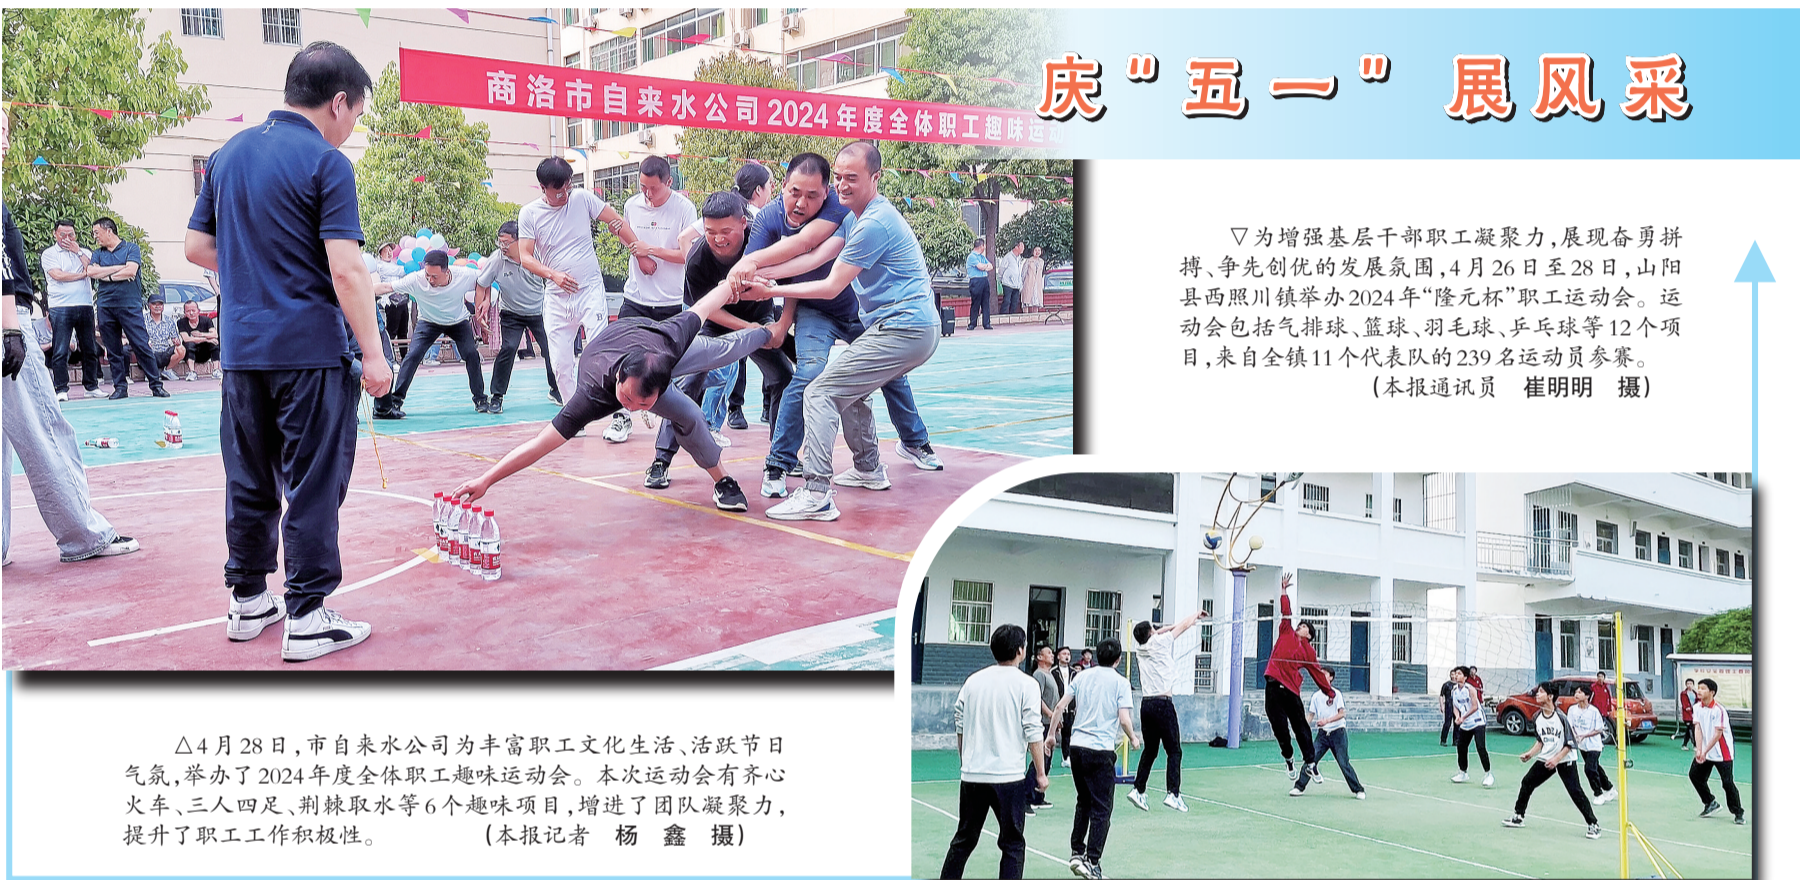 庆“五一” 展风采
商洛市自来水公司2024年度全体职工趣味运动
▽为增强基层干部职工凝聚力，展现奋勇拼
搏、争先创优的发展氛围，4月26日至28日，山阳
县西照川镇举办2024年“隆元杯”职工运动会。运
动会包括气排球、篮球、羽毛球、乒乓球等12个项
目，来自全镇11个代表队的239名运动员参赛。
（本报通讯员 崔明明 摄）
△4月28日，市自来水公司为丰富职工文化生活、活跃节日
气氛，举办了2024年度全体职工趣味运动会。本次运动会有齐心
火车、三人四足、荆棘取水等6个趣味项目，增进了团队凝聚力，
提升了职工工作积极性。 （本报记者 杨 鑫 摄）